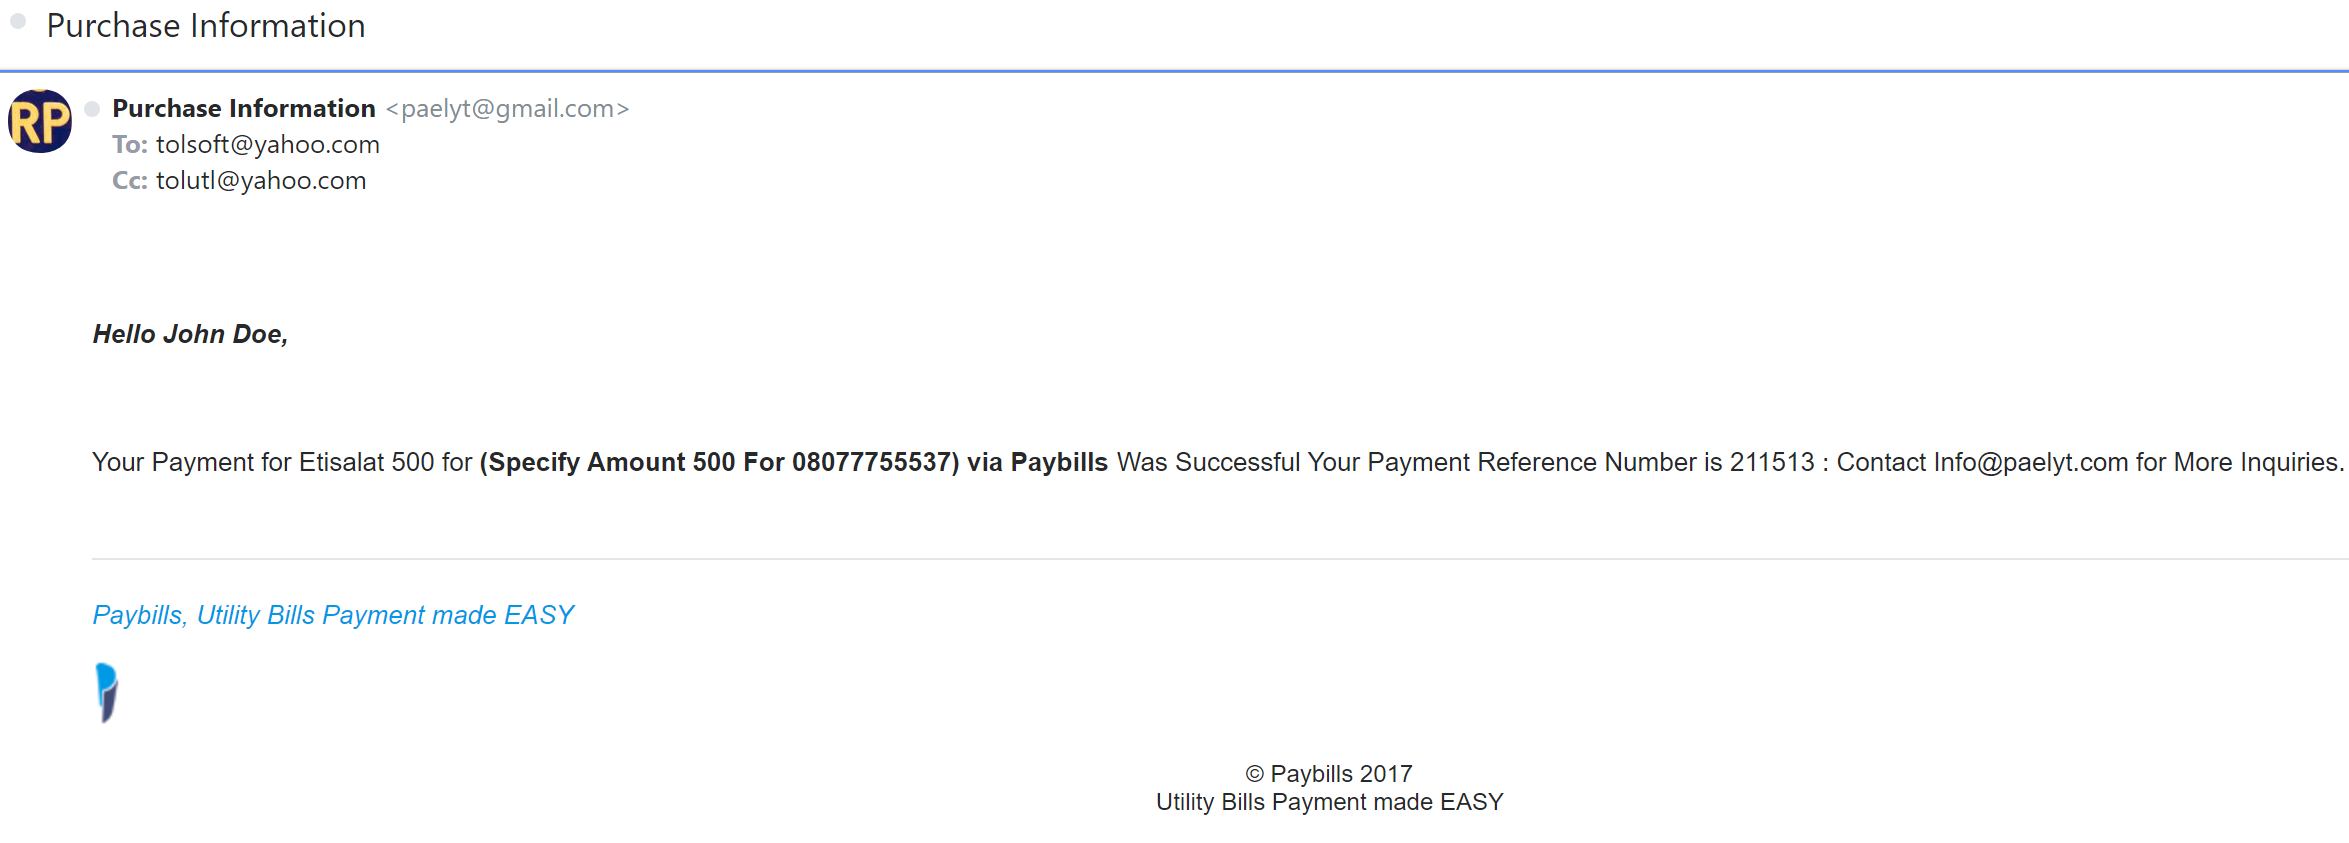 Purchase Information
RP
Purchase Information <paelyt@gmail.com>
To: tolsoft@yahoo.com
Cc: tolutl@yahoo.com
Hello John Doe,
Your Payment for Etisalat 500 for (Specify Amount 500 For 08077755537) via Paybills Was Successful Your Payment Reference Number is 211513 : Contact Info@paelyt.com for More Inquiries.
Paybills, Utility Bills Payment made EASY
© Paybills 2017
Utility Bills Payment made EASY